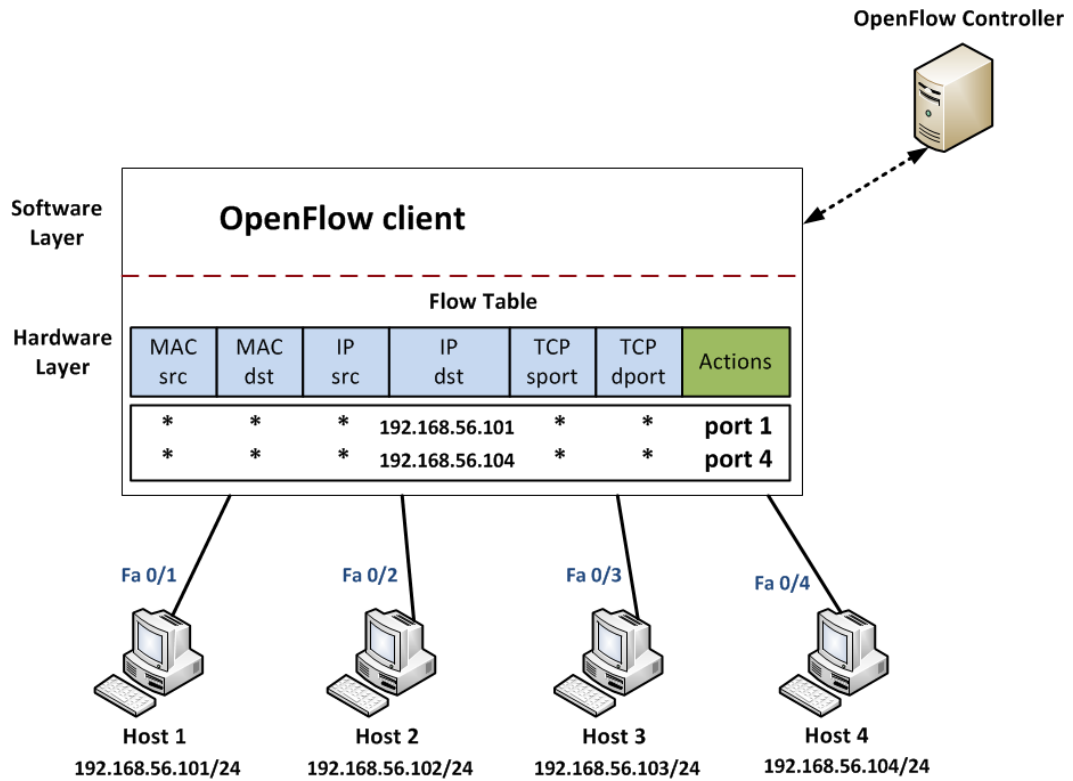 OpenFlow Controller
Software
Layer
OpenFlow client
Flow Table
Hardware
Layer
MAC
src
MAC
dst
IP
src
IP
dst
TCP
sport
TCP
dport
Actions
* * * 192.168.56.101 * * port 1
* * * 192.168.56.104 * * port 4
Fa 0/1
Fa 0/2
Fa 0/3
Fa 0/4
Host 1
192.168.56.101/24
Host 2
192.168.56.102/24
Host 3
192.168.56.103/24
Host 4
192.168.56.104/24